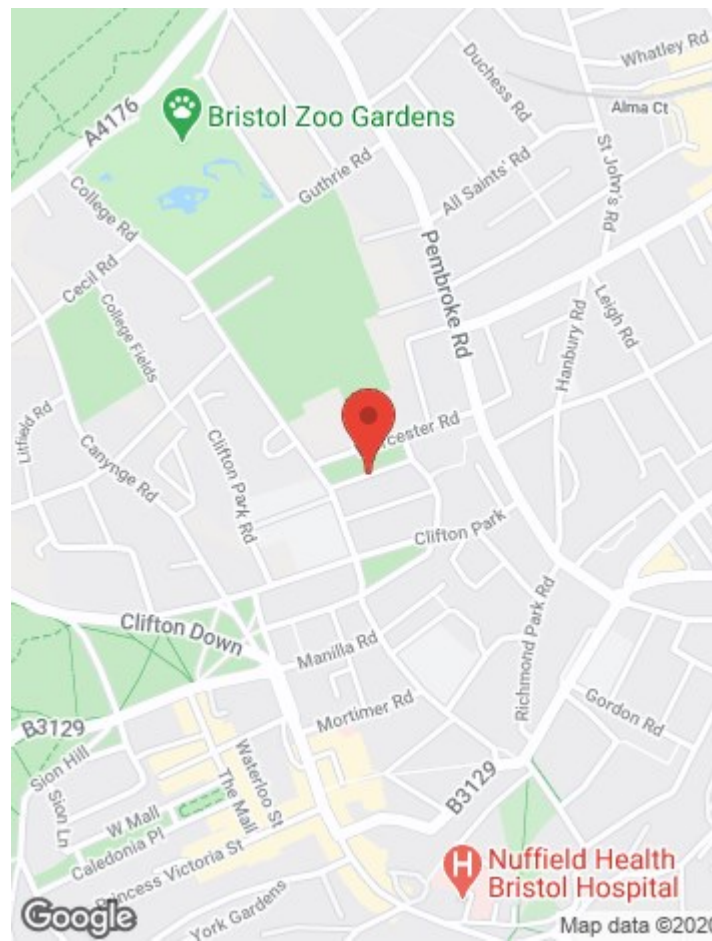 Whatley Rd
Duchess Rd
Alma Ct
A4176
Bristol Zoo Gardens
Guthrie Rd
All Saints' Rd
St John's Rd
College Rd
Cecil Rd
Pembroke Rd
College Fields
Leigh Rd
Hanbury Rd
Litfield Rd
rcester Rd
Canynge Rd
Clifton Park Rd
Clifton Park
Clifton Down
Manilla Rd
Richmond Park Rd
Mortimer Rd
Gordon Rd
B3129
Sion Hill
Waterloo St
The Mall
Sion Ln
W Mall
B3129
Caledonia Pl
Princess Victoria St
York Gardens
Nuffield Health
Bristol Hospital
Google
Map data ©2020